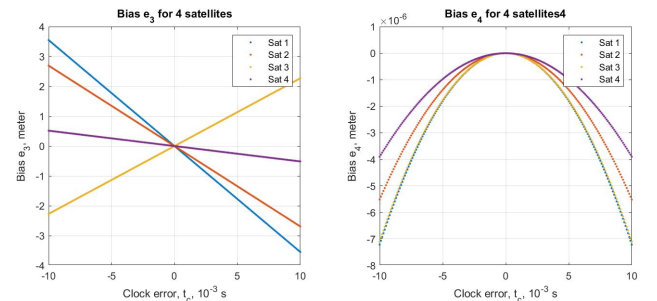 Bias e3 for 4 satellites
4
3
2
1
0
-1
-2
-3
-4
-10
-5
0
5
10
Bias e3, meter
Clock error, tc, 10-3 s
Sat 1
Sat 2
Sat 3
Sat 4
Bias e4 for 4 satellites4
×10-6
1
0
-1
-2
-3
-4
-5
-6
-7
-8
-10
-5
0
5
10
Bias e4, meter
Clock error, tc, 10-3 s
Sat 1
Sat 2
Sat 3
Sat 4